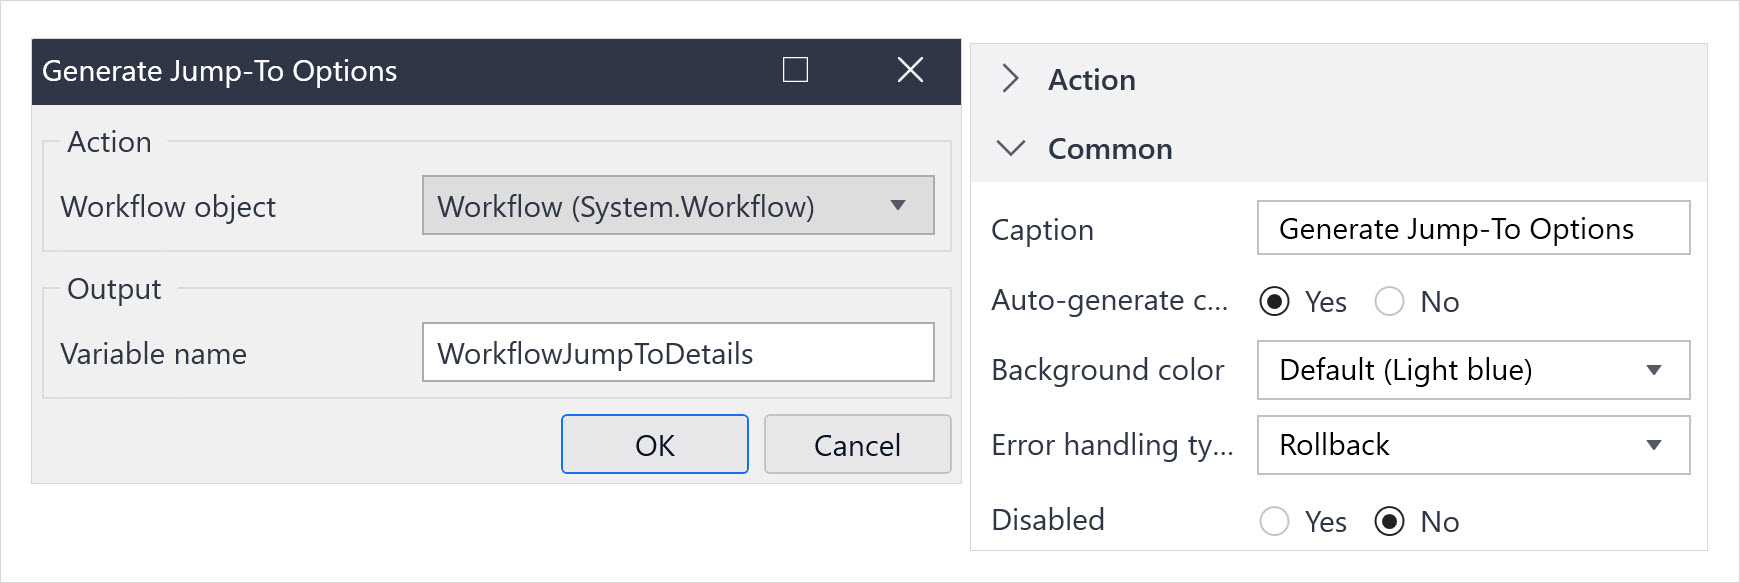 Generate Jump-To Options
Action
Workflow object
Workflow (System.Workflow)
Output
Variable name
WorkflowJumpToDetails
OK
Cancel
Action
Common
Caption
Generate Jump-To Options
Auto-generate c...
Yes
No
Background color
Default (Light blue)
Error handling ty...
Rollback
Disabled
Yes
No